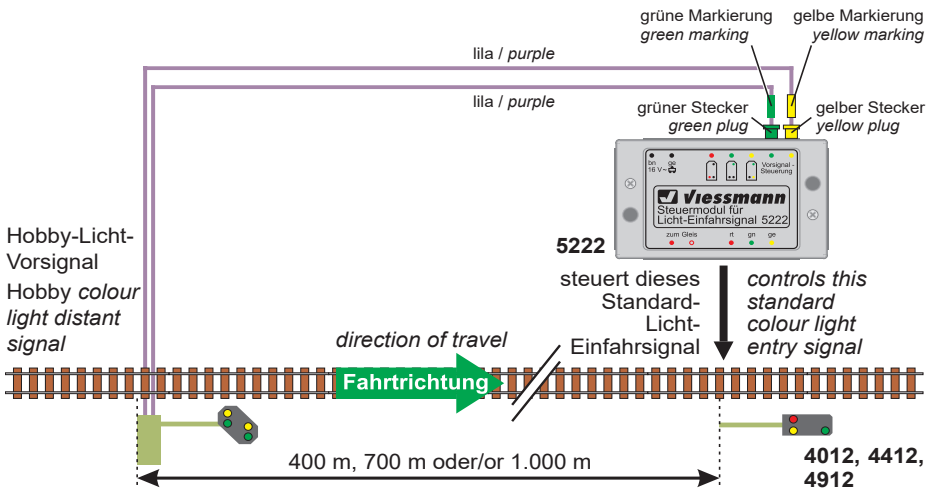 grüne Markierung
green marking
gelbe Markierung
yellow marking
lila / purple
lila / purple
grüner Stecker
green plug
gelber Stecker
yellow plug
bn
ge
16 V~
Vorsignal -
Steuerung
Viessmann
Steuermodul für
Licht-Einfahrsignal 5222
zum Gleis
rt
gn
ge
5222
Hobby-Licht-
Vorsignal
Hobby colour
light distant
signal
steuert dieses
Standard-
Licht-
Einfahrsignal
controls this
standard
colour light
entry signal
direction of travel
Fahrtrichtung
400 m, 700 m oder/or 1.000 m
4012, 4412,
4912